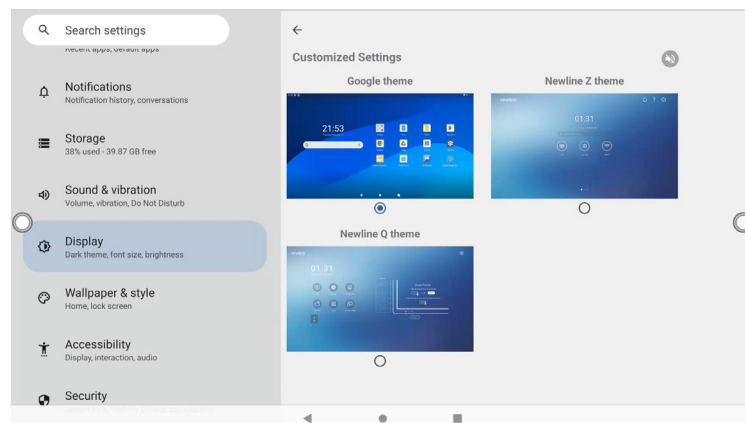 Search settings
Recent apps, default apps
Notifications
Notification history, conversations
Storage
38% used - 39.87 GB free
Sound & vibration
Volume, vibration, Do Not Disturb
Display
Dark theme, font size, brightness
Wallpaper & style
Home, lock screen
Accessibility
Display, interaction, audio
Security
Customized Settings
Google theme
21:53
Newline Z theme
01:31
Newline Q theme
01:31